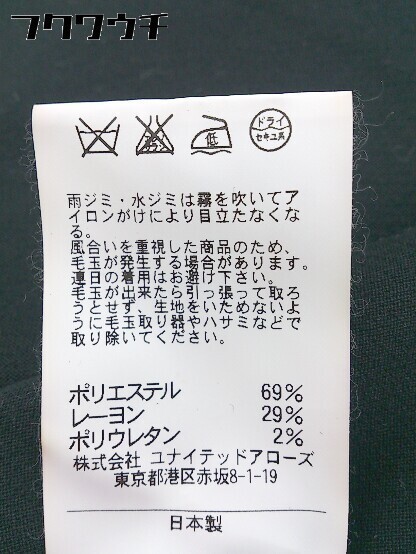 フクワウチ
低
ドライ
セキユ系
雨ジミ・水ジミは霧を吹いてア
イロンがけにより目立たなくな
る。
風合いを重視した商品のため、
毛玉が発生する場合があります。
連日の着用はお避け下さい。
毛玉が出来たら引っ張って取ろ
うとせず、生地をいためないよ
うに毛玉取り器やハサミなどで
取り除いてください。
ポリエステル 69%
レーヨン 29%
ポリウレタン 2%
株式会社 ユナイテッドアローズ
東京都港区赤坂8-1-19
日本製